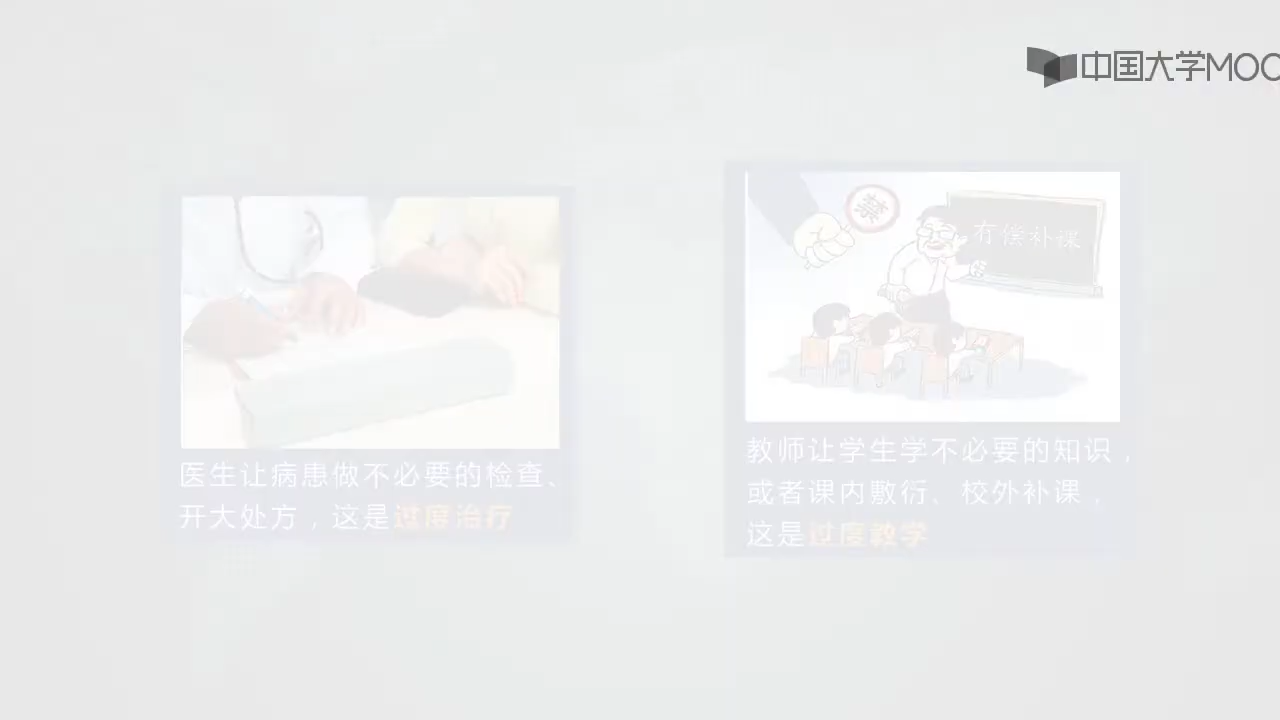 中国大学MOO
禁
有偿补课
医生让病患做不必要的检查、
开大处方，这是过度治疗
教师让学生学不必要的知识，
或者课内敷衍、校外补课，
这是过度教学